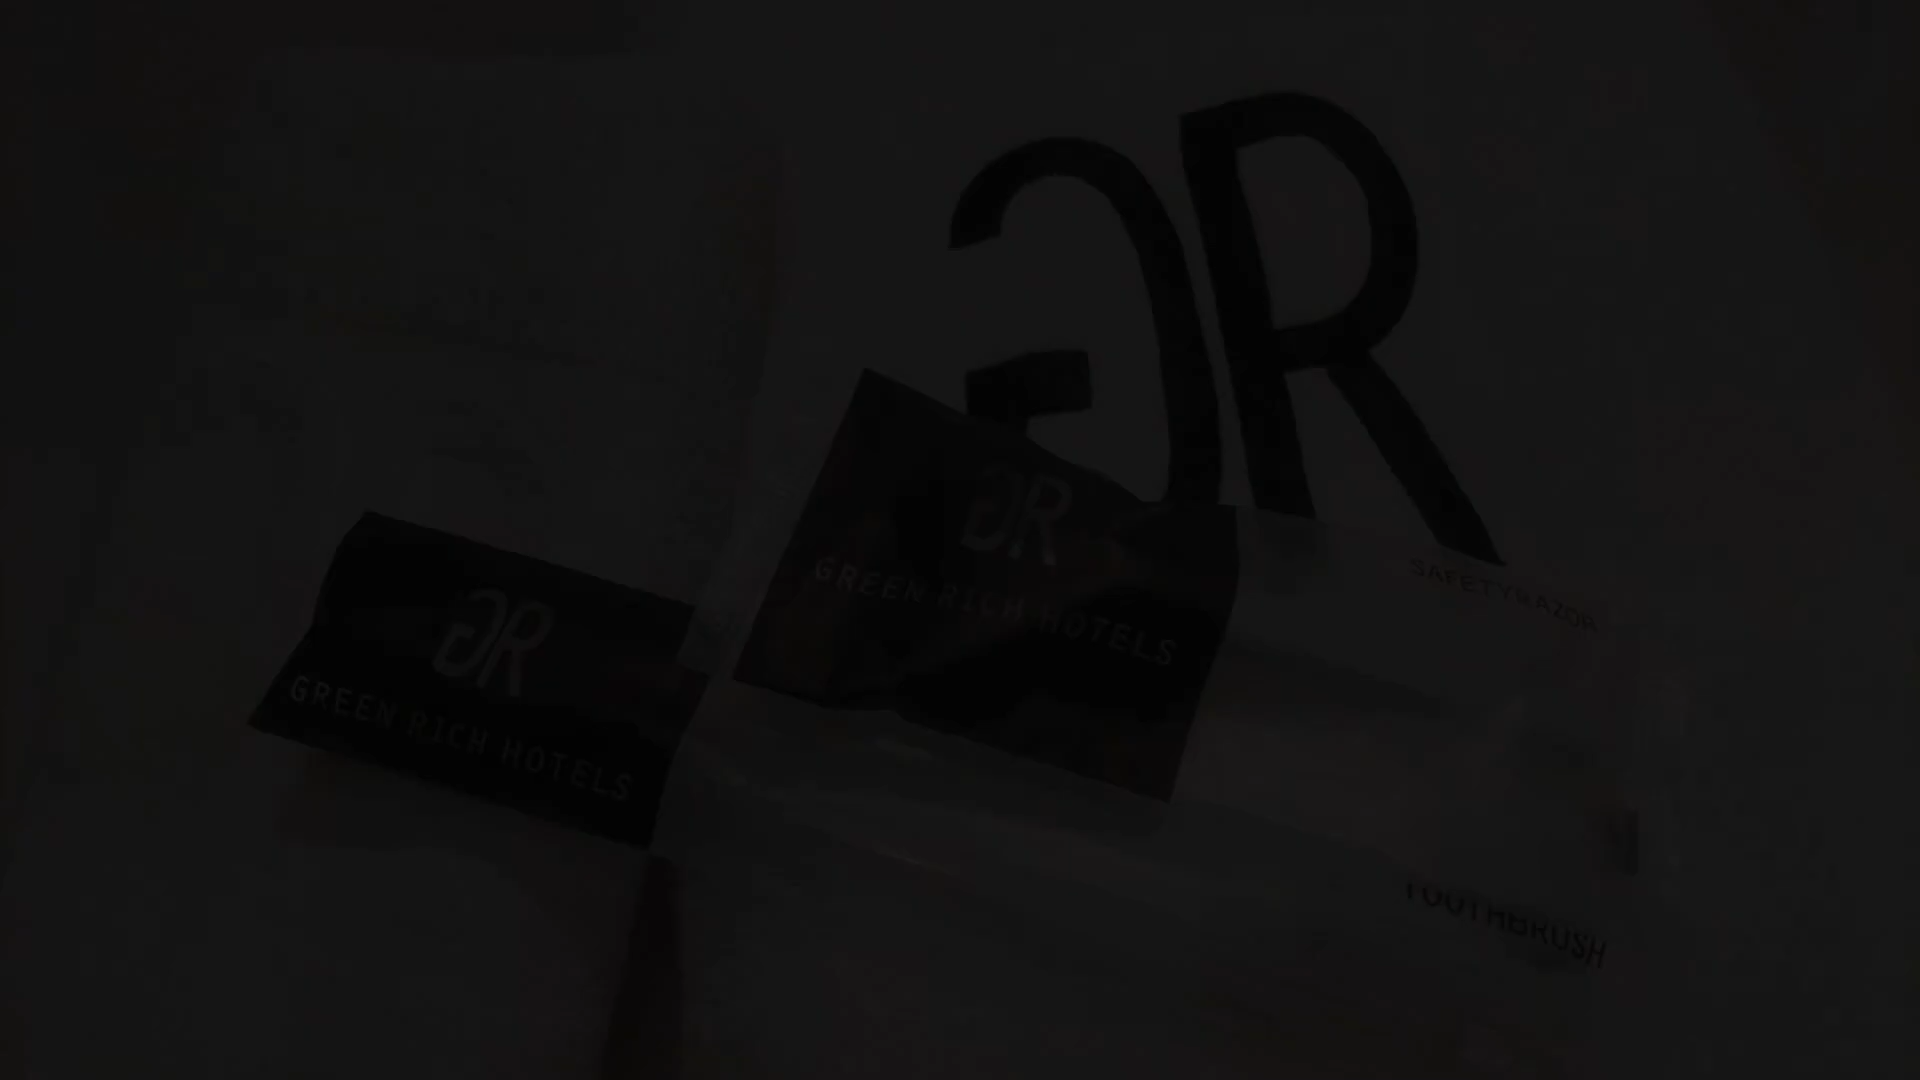 GR
GR
GREEN RICH HOTELS
SAFETY RAZOR
GR
GREEN RICH HOTELS
TOOTHBRUSH